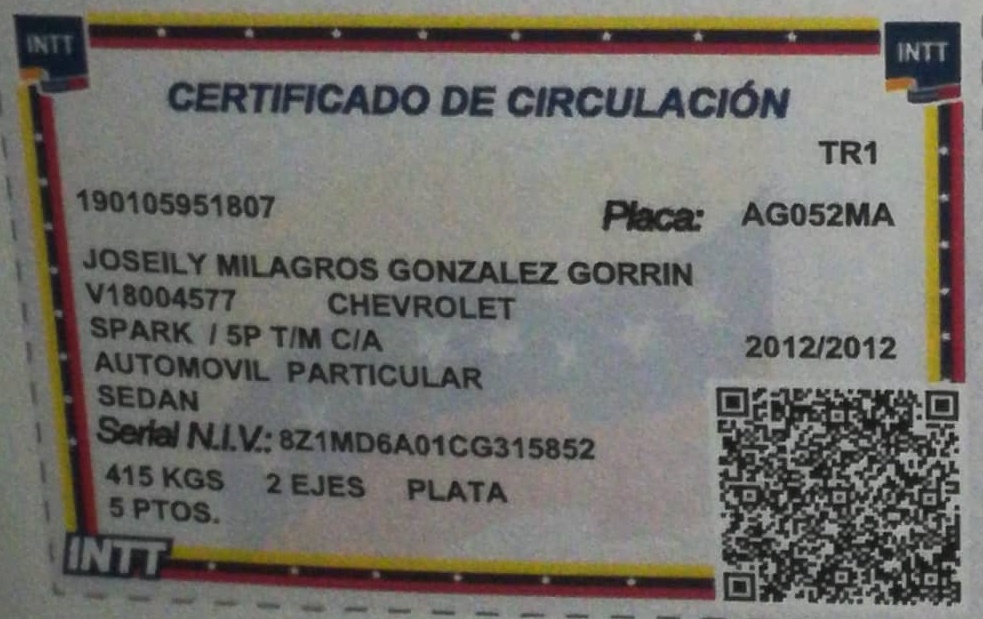 INTT
INTT
CERTIFICADO DE CIRCULACIÓN
TR1
190105951807
Placa: AG052MA
JOSEILY MILAGROS GONZALEZ GORRIN
V18004577 CHEVROLET
SPARK / 5P T/M C/A
2012/2012
AUTOMOVIL PARTICULAR
SEDAN
Serial N.I.V.: 8Z1MD6A01CG315852
415 KGS 2 EJES PLATA
5 PTOS.
INTT